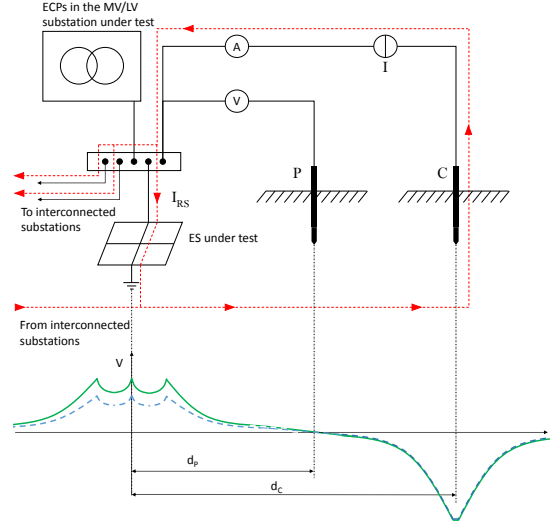 ECPs in the MV/LV
substation under test
A
I
V
P
C
To interconnected
substations
I_RS
ES under test
From interconnected
substations
V
d_P
d_C